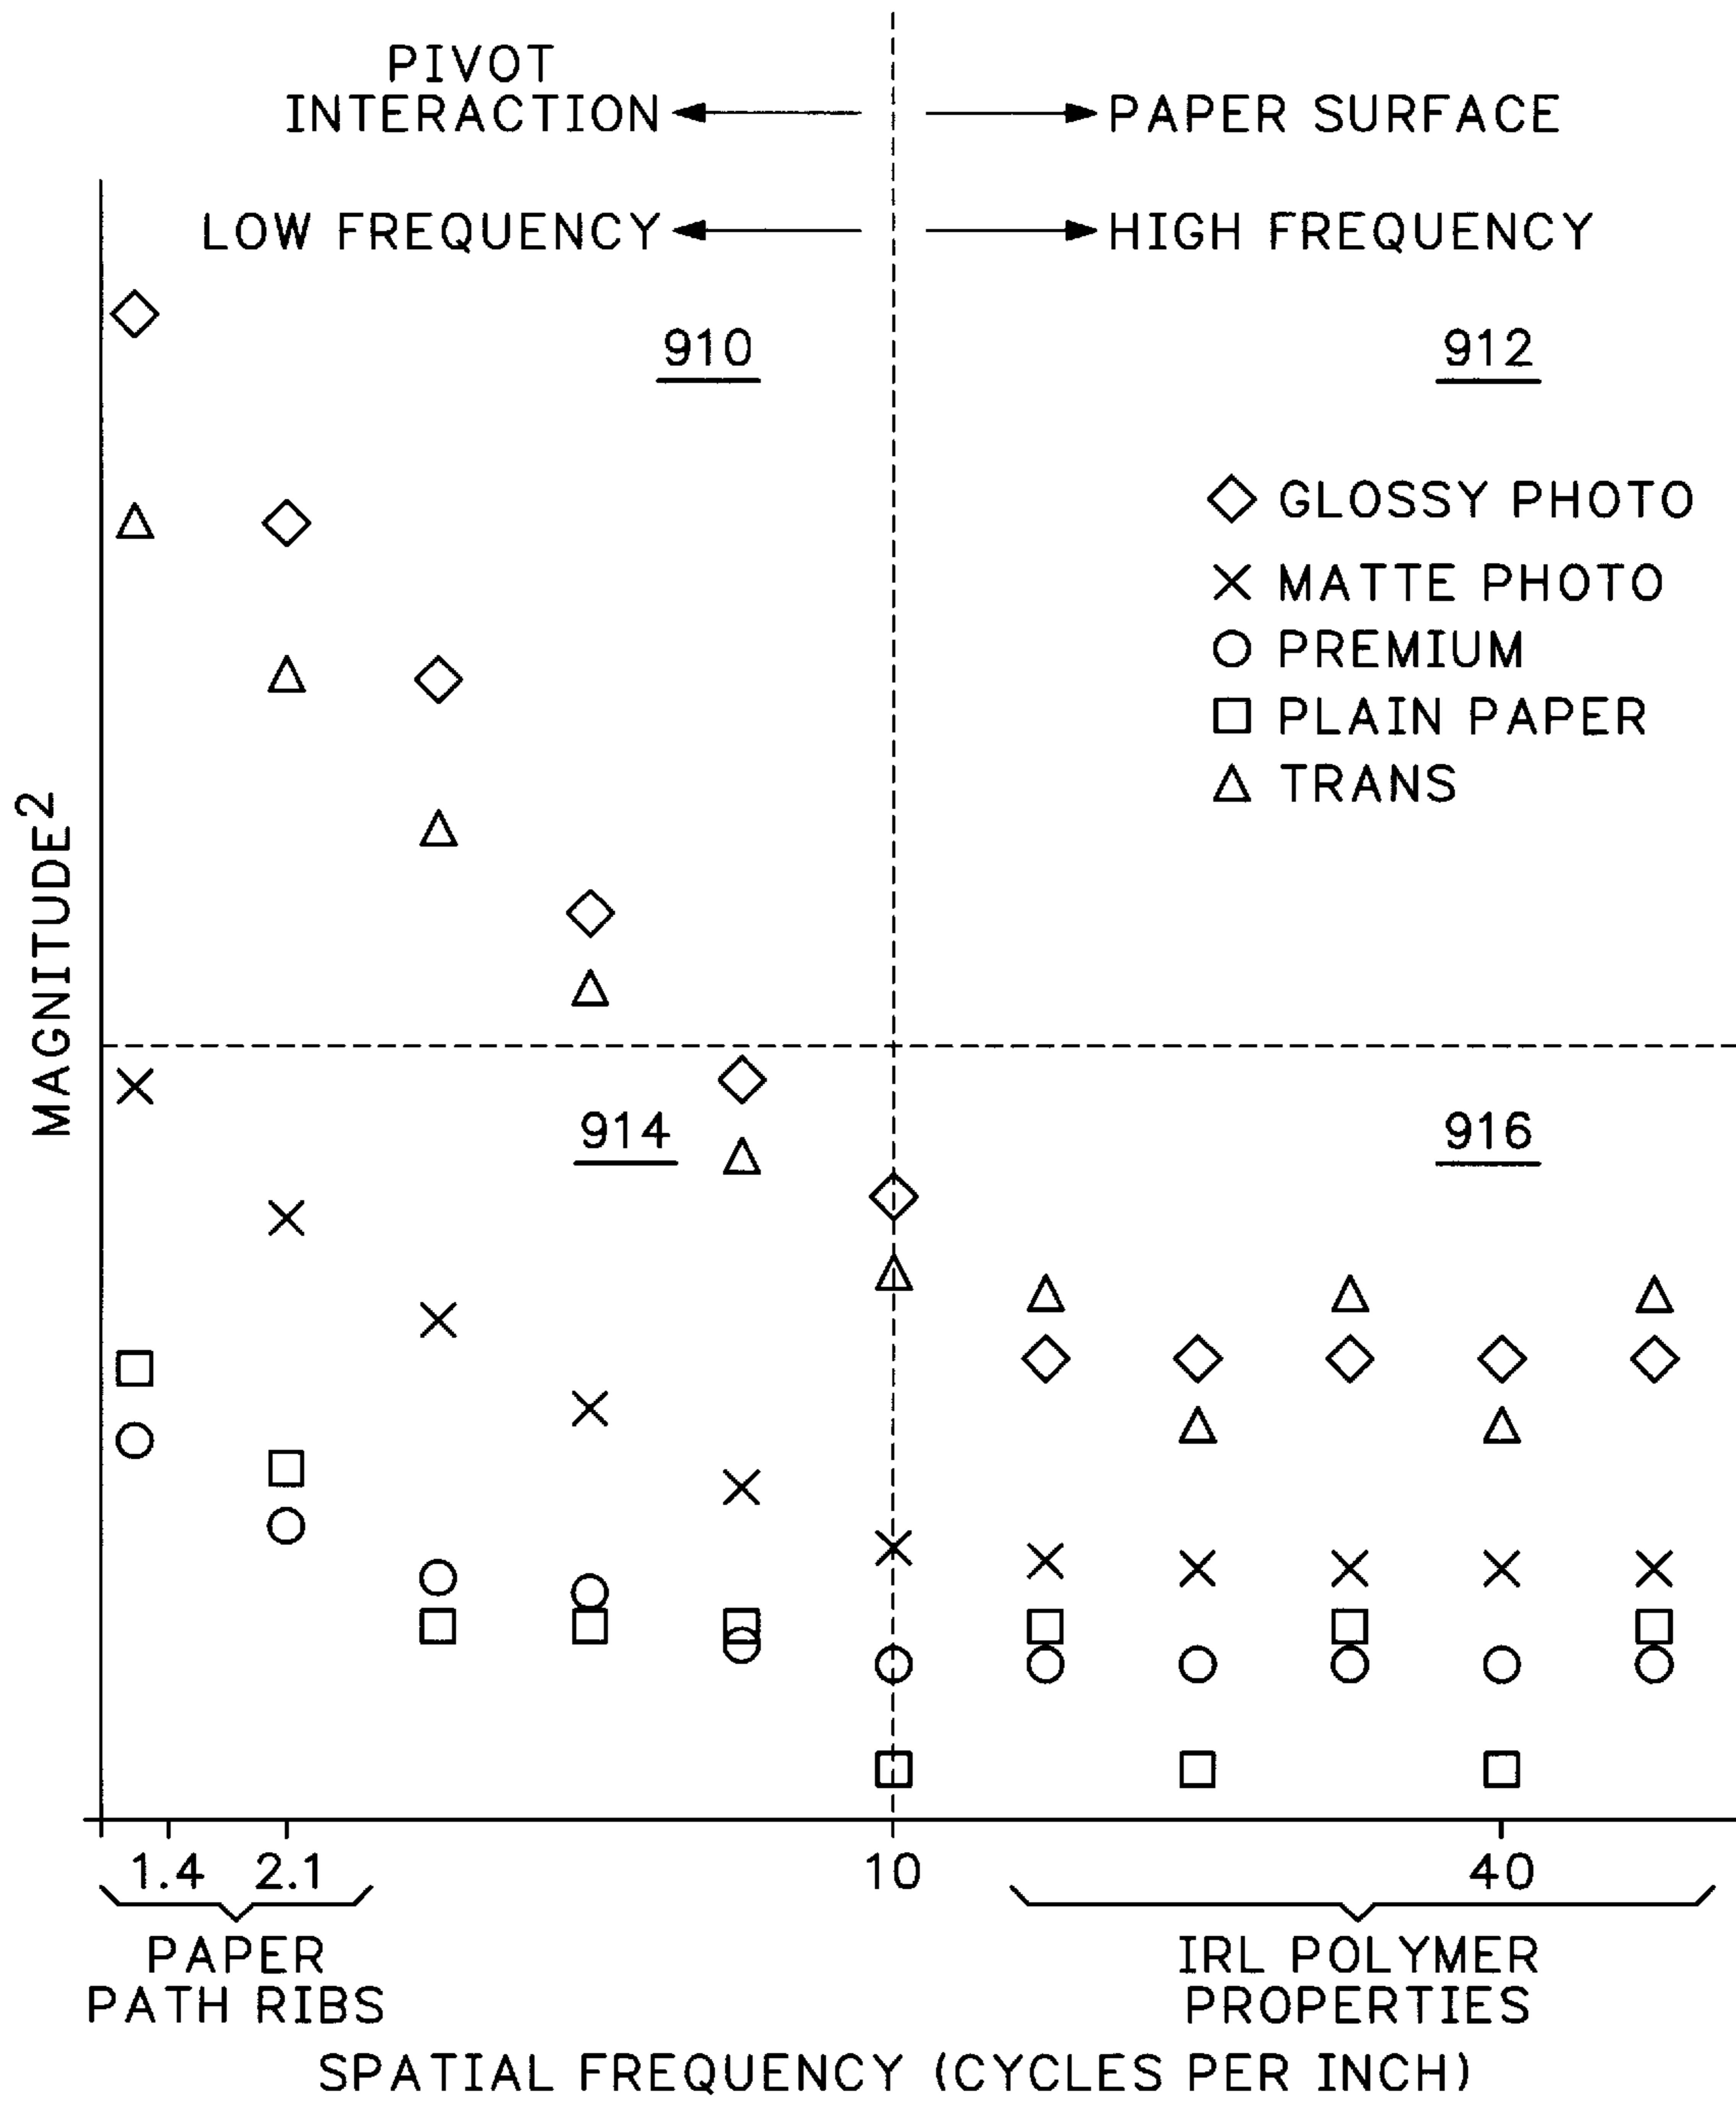 PIVOT
INTERACTION
PAPER SURFACE
LOW FREQUENCY
HIGH FREQUENCY
910
912
GLOSSY PHOTO
MATTE PHOTO
PREMIUM
PLAIN PAPER
TRANS
MAGNITUDE²
914
916
1.4 2.1 10 40
PAPER
PATH RIBS
IRL POLYMER
PROPERTIES
SPATIAL FREQUENCY (CYCLES PER INCH)